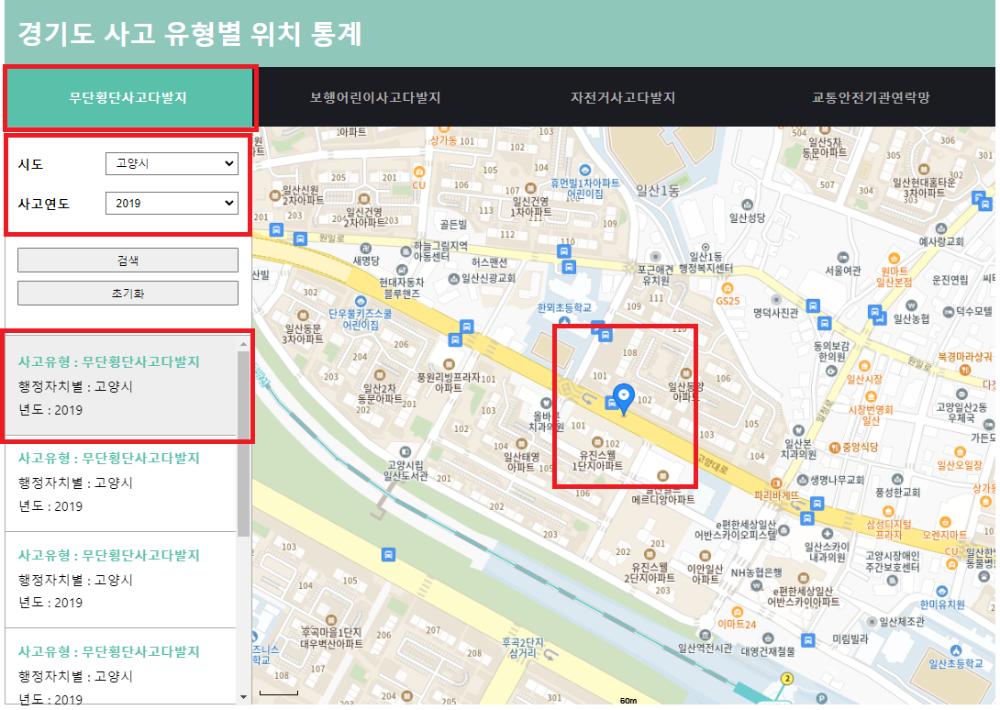 경기도 사고 유형별 위치 통계
무단횡단사고다발지
보행어린이사고다발지
자전거사고다발지
교통안전기관연락망
시도
고양시
사고연도
2019
검색
초기화
사고유형 : 무단횡단사고다발지
행정자치별 : 고양시
년도 : 2019
사고유형 : 무단횡단사고다발지
행정자치별 : 고양시
년도 : 2019
사고유형 : 무단횡단사고다발지
행정자치별 : 고양시
년도 : 2019
사고유형 : 무단횡단사고다발지
행정자치별 : 고양시
년도 : 2019
상가동
101
102
103
105
104
205
201
CU
휴먼빌1차아파트
어린이집
일산1동
일산5차
동문아파트
일산현대홈타운
3차아파트
일산신원
2차아파트
일산건영
2차아파트
일산건영
1차아파트
골든빌
일산성당
예사랑교회
원일로
새명당
하늘그림지역
아동센터
허스맨션
현대자동차
블루핸즈
일산신광교회
포근애견
유치원
일산1동
행정복지센터
서울여관
원마트
일산본점
운진연립
GS25
명덕사진관
일산농협
덕수모텔
한뫼초등학교
단우물키즈스쿨
어린이집
일산동문
3차아파트
동의보감
한의원
북경마라샹궈
원일로
일산시장
시장번영회
일산
일청로
고양일산2동
우체국
풍원리빙프라자
일산2차
동문아파트
108
101
102
일산동양
아파트
올바른
치과의원
일산태영
아파트
유진스웰
1단지아파트
고양대로
메르디앙아파트
일산본
치과의원
중앙식당
일산오일장
고양시립
일산도서관
파리바게뜨
생명나무교회
풍성한교회
e편한세상일산
어반스카이오피스텔
삼성디지털
프라자
오렌지마트
CU
일산스카이
내과의원
고양시장애인
주간보호센터
유진스웰
2단지아파트
이안일산
아파트
NH농협은행
e편한세상일산
어반스카이아파트
한미유치원
이마트24
일산체조관
미림빌라
일산역전시관
대영건재철물
일산초등학교
후곡마을1단지
대우벽산아파트
후곡2단지
삼거리
2
60m